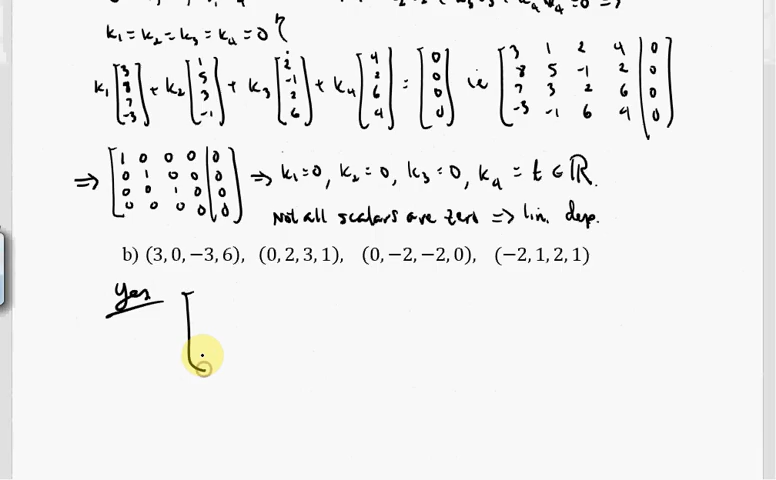 k₁ = k₂ = k₃ = k₄ = 0 ?
k₁ [3 8 7 -3] + k₂ [1 5 3 -1] + k₃ [2 -1 2 6] + k₄ [4 2 6 4] = [0 0 0 0] ie [3 1 2 4 | 0
8 5 -1 2 | 0
7 3 2 6 | 0
-3 -1 6 4 | 0]
⇒ [1 0 0 0 | 0
0 1 0 0 | 0
0 0 1 0 | 0
0 0 0 0 | 0] ⇒ k₁ = 0, k₂ = 0, k₃ = 0, k₄ = t ∈ ℝ.
Not all scalars are zero ⇒ lin. dep.
b) (3, 0, −3, 6), (0, 2, 3, 1), (0, −2, −2, 0), (−2, 1, 2, 1)
Yes [